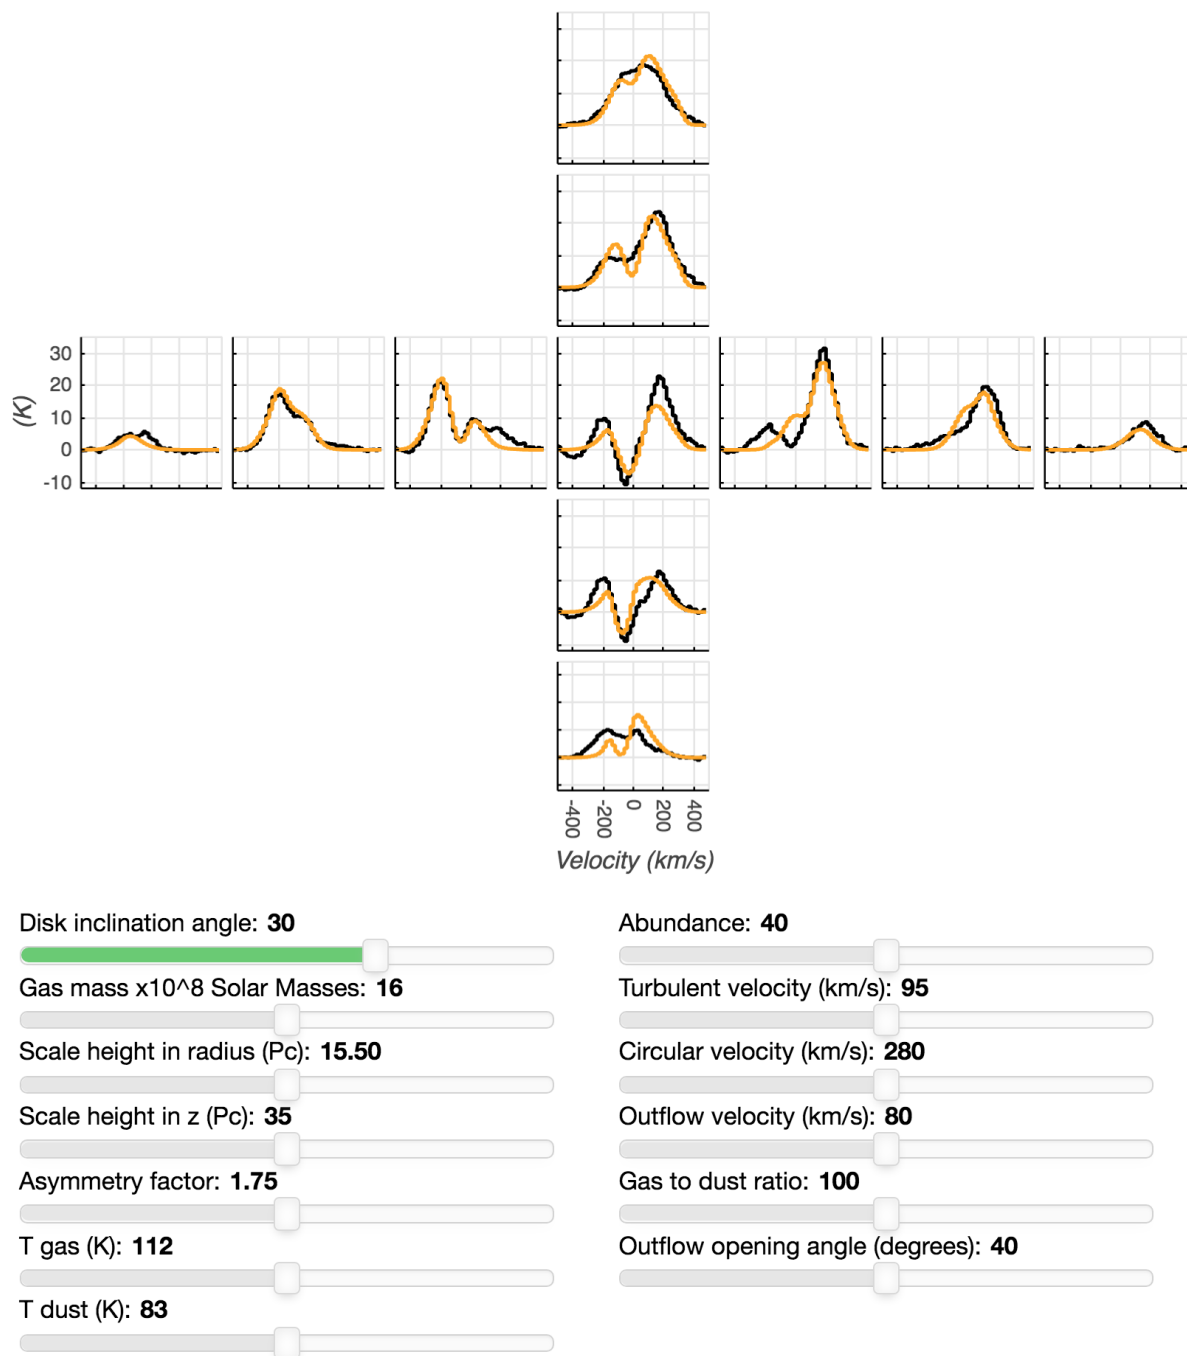 30
20
10
0
-10
(K)
-400
-200
0
200
400
Velocity (km/s)
Disk inclination angle: 30
Abundance: 40
Gas mass x10^8 Solar Masses: 16
Turbulent velocity (km/s): 95
Scale height in radius (Pc): 15.50
Circular velocity (km/s): 280
Scale height in z (Pc): 35
Outflow velocity (km/s): 80
Asymmetry factor: 1.75
Gas to dust ratio: 100
T gas (K): 112
Outflow opening angle (degrees): 40
T dust (K): 83